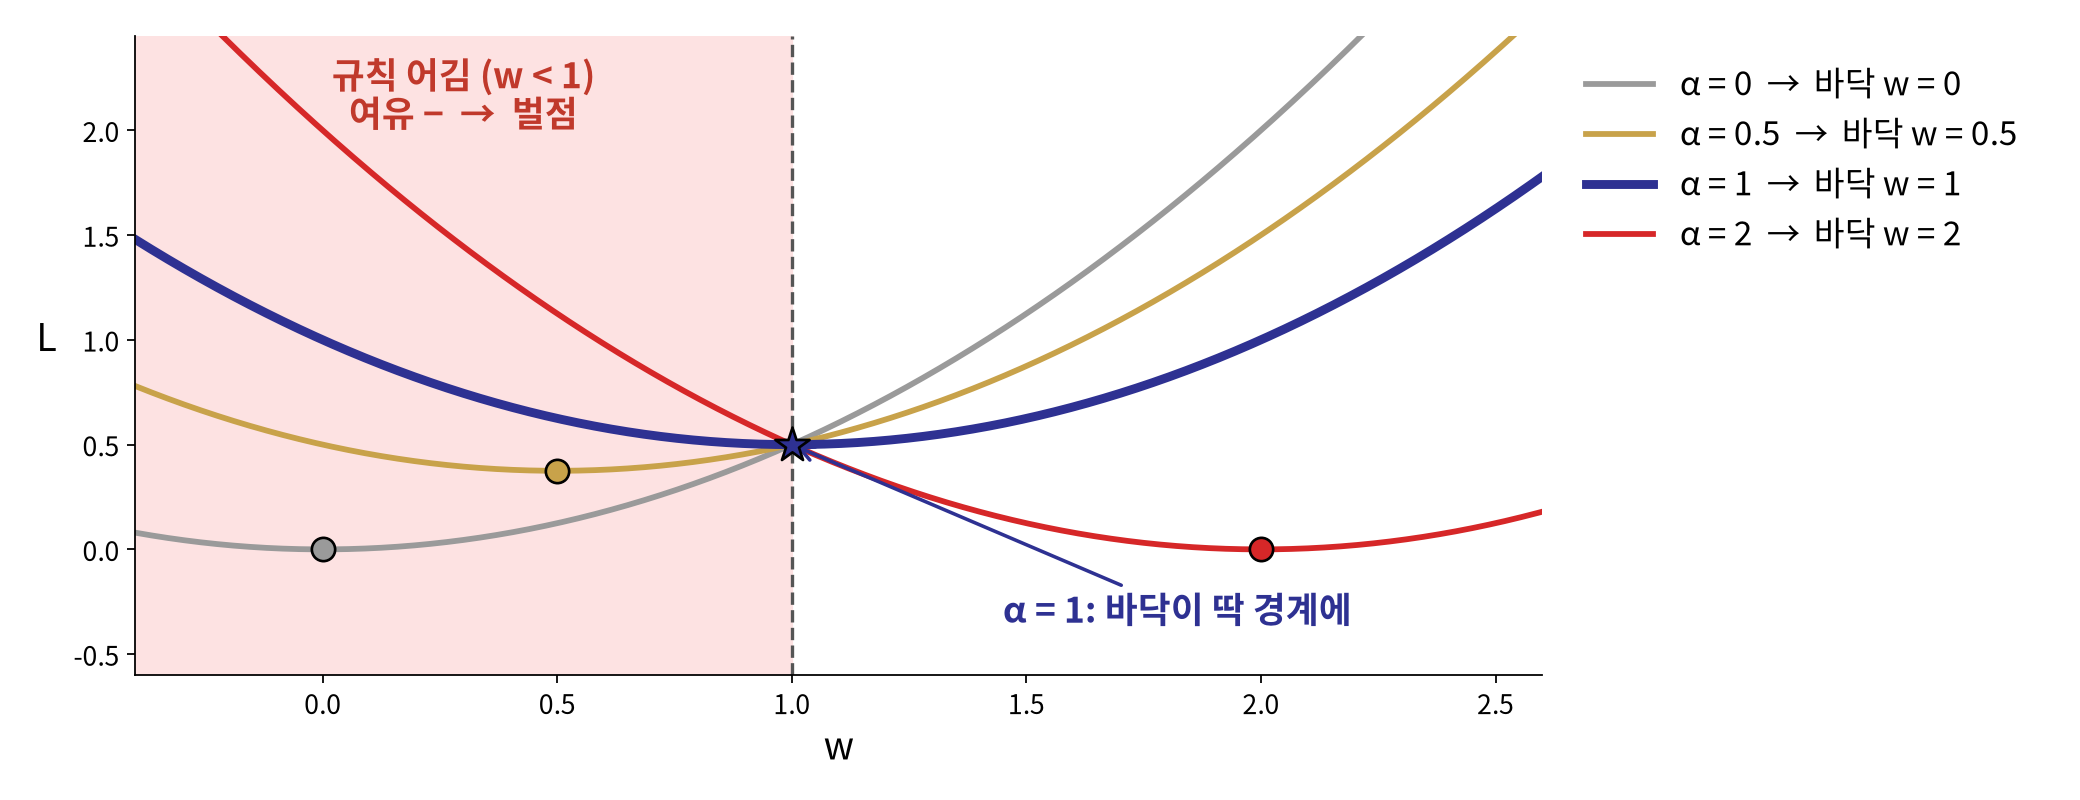 규칙 어김 (w < 1)
여유 − → 벌점
α = 0 → 바닥 w = 0
α = 0.5 → 바닥 w = 0.5
α = 1 → 바닥 w = 1
α = 2 → 바닥 w = 2
2.0
1.5
1.0
0.5
0.0
-0.5
L
α = 1: 바닥이 딱 경계에
0.0 0.5 1.0 1.5 2.0 2.5
w